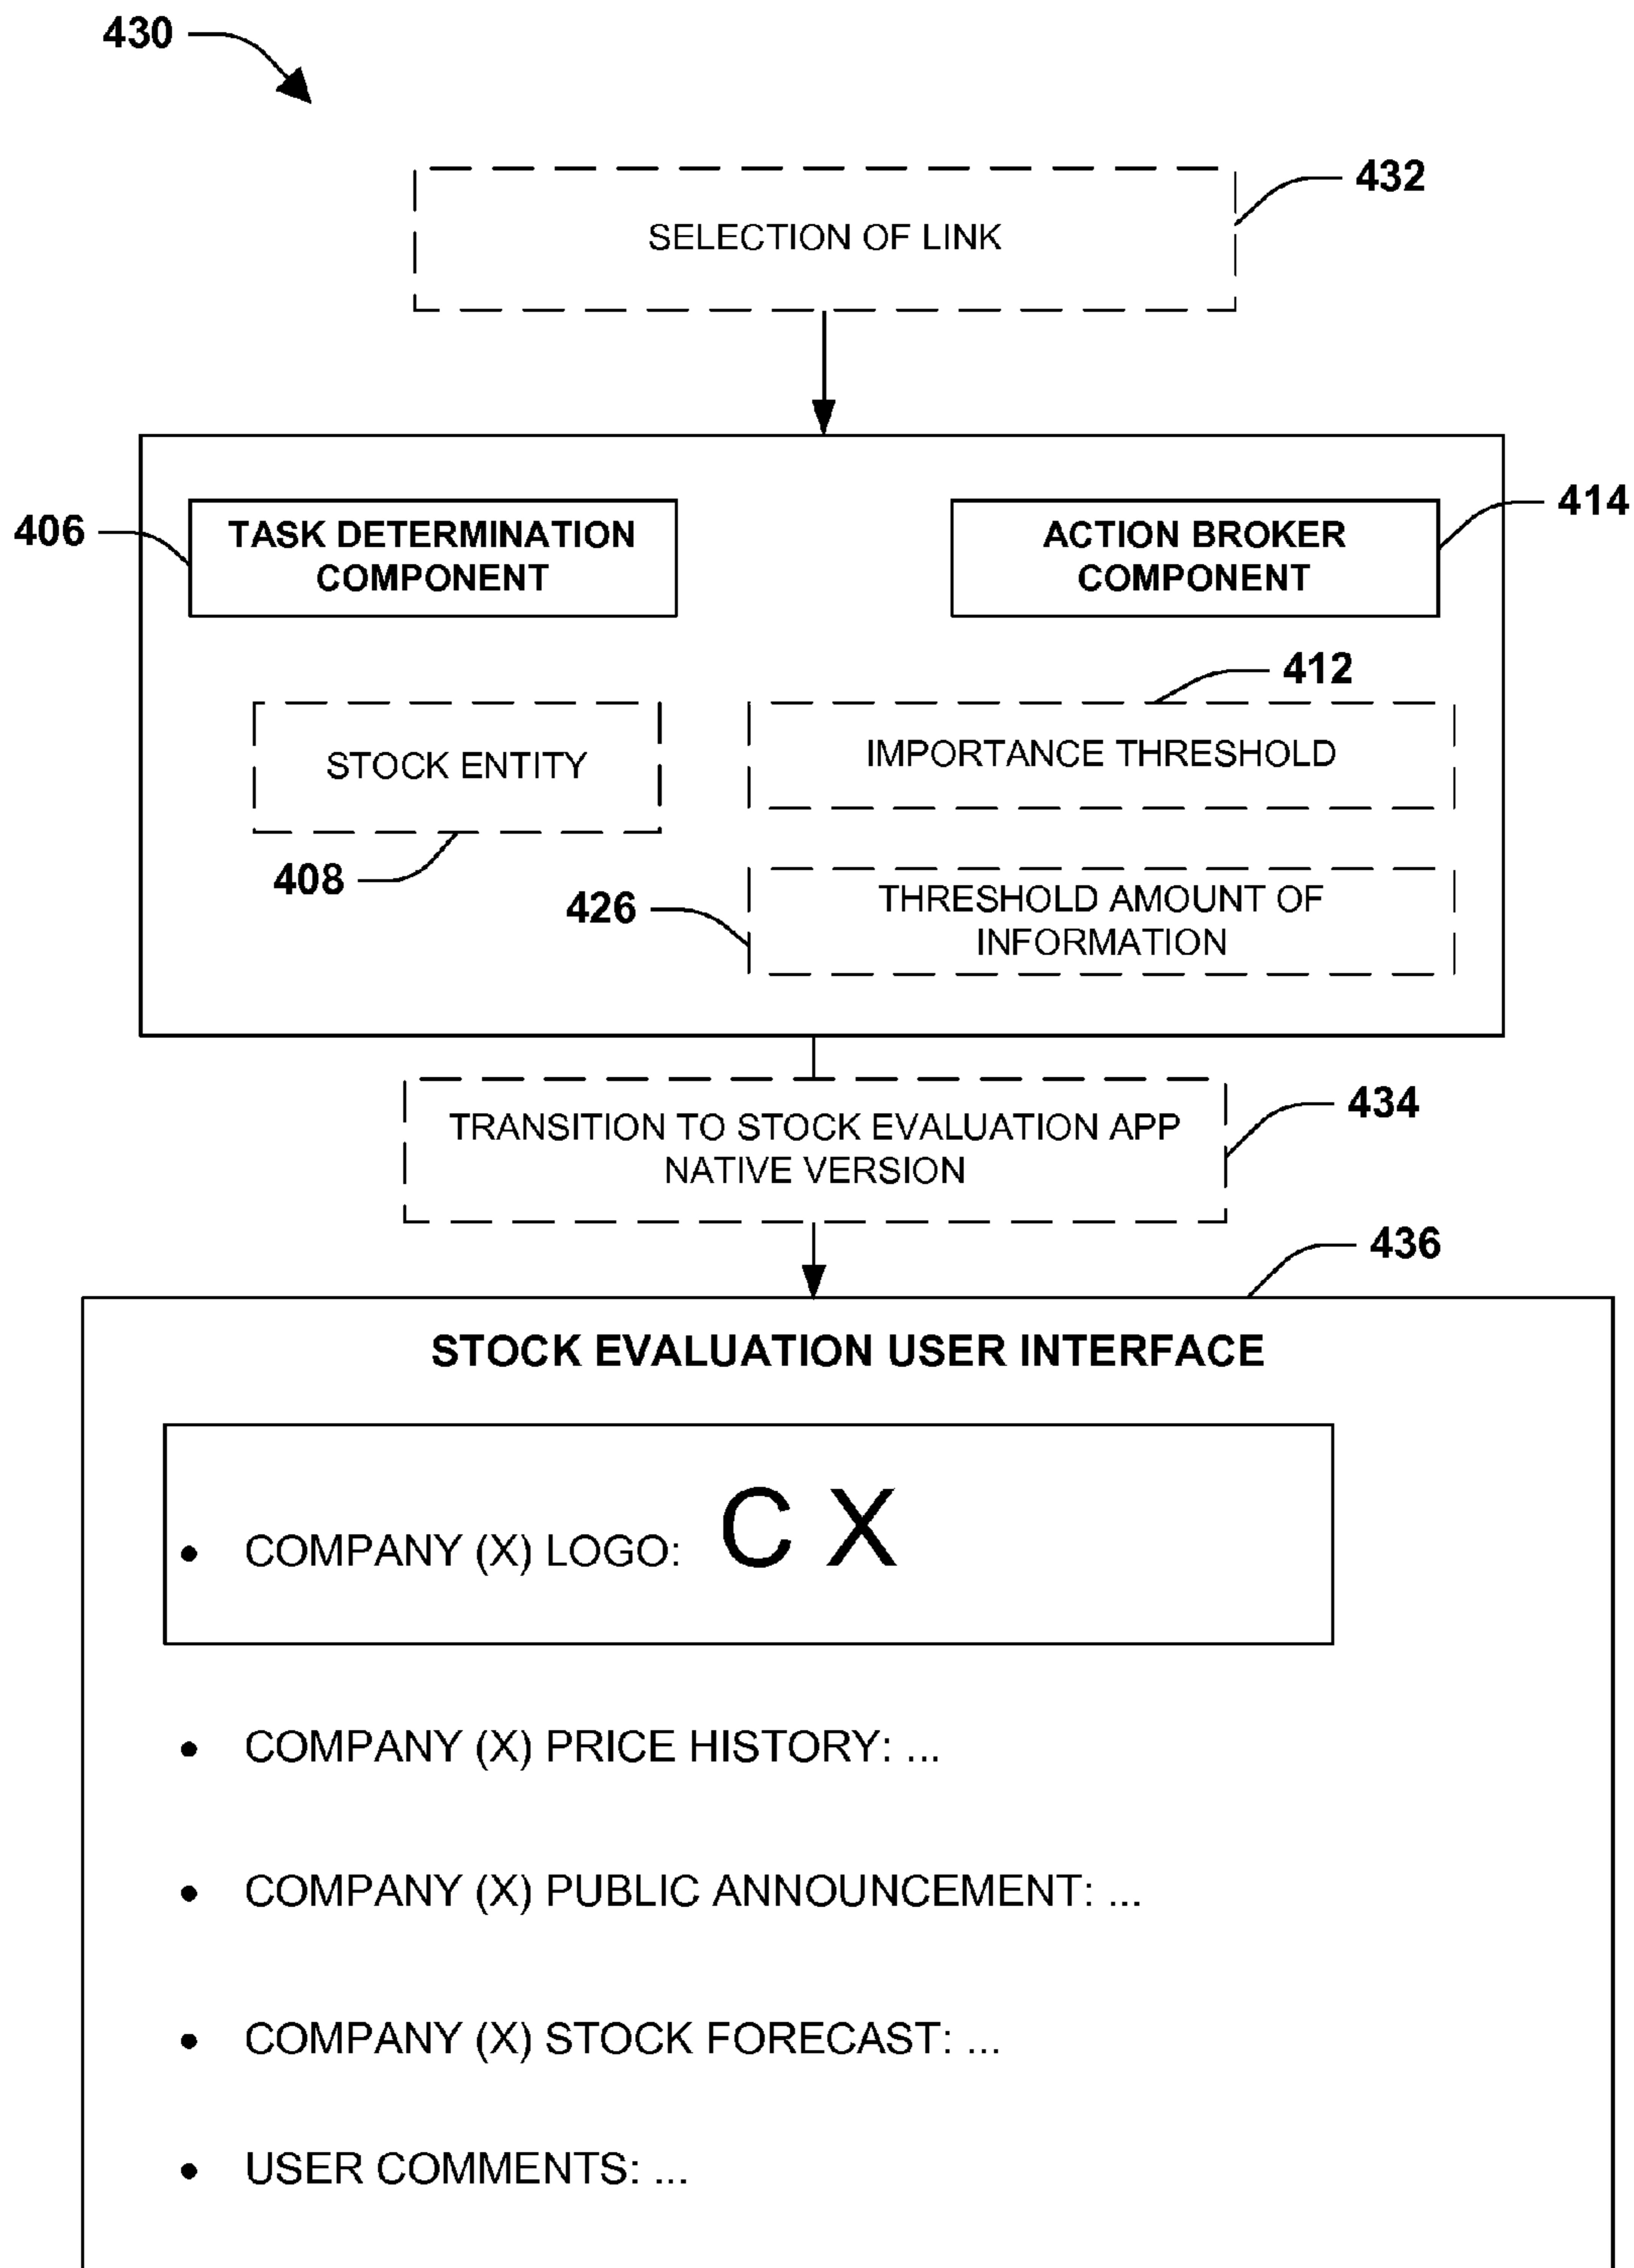 430
432
SELECTION OF LINK
406
TASK DETERMINATION
COMPONENT
ACTION BROKER
COMPONENT
414
412
STOCK ENTITY
IMPORTANCE THRESHOLD
408
426
THRESHOLD AMOUNT OF
INFORMATION
TRANSITION TO STOCK EVALUATION APP
NATIVE VERSION
434
436
STOCK EVALUATION USER INTERFACE
• COMPANY (X) LOGO: C X
• COMPANY (X) PRICE HISTORY: ...
• COMPANY (X) PUBLIC ANNOUNCEMENT: ...
• COMPANY (X) STOCK FORECAST: ...
• USER COMMENTS: ...